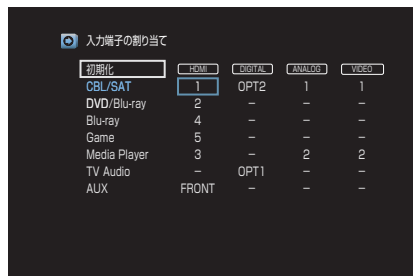 入力端子の割り当て
初期化 HDMI DIGITAL ANALOG VIDEO
CBL/SAT 1 OPT2 1 1
DVD/Blu-ray 2 – – –
Blu-ray 4 – – –
Game 5 – – –
Media Player 3 – 2 2
TV Audio – OPT1 – –
AUX FRONT – – –